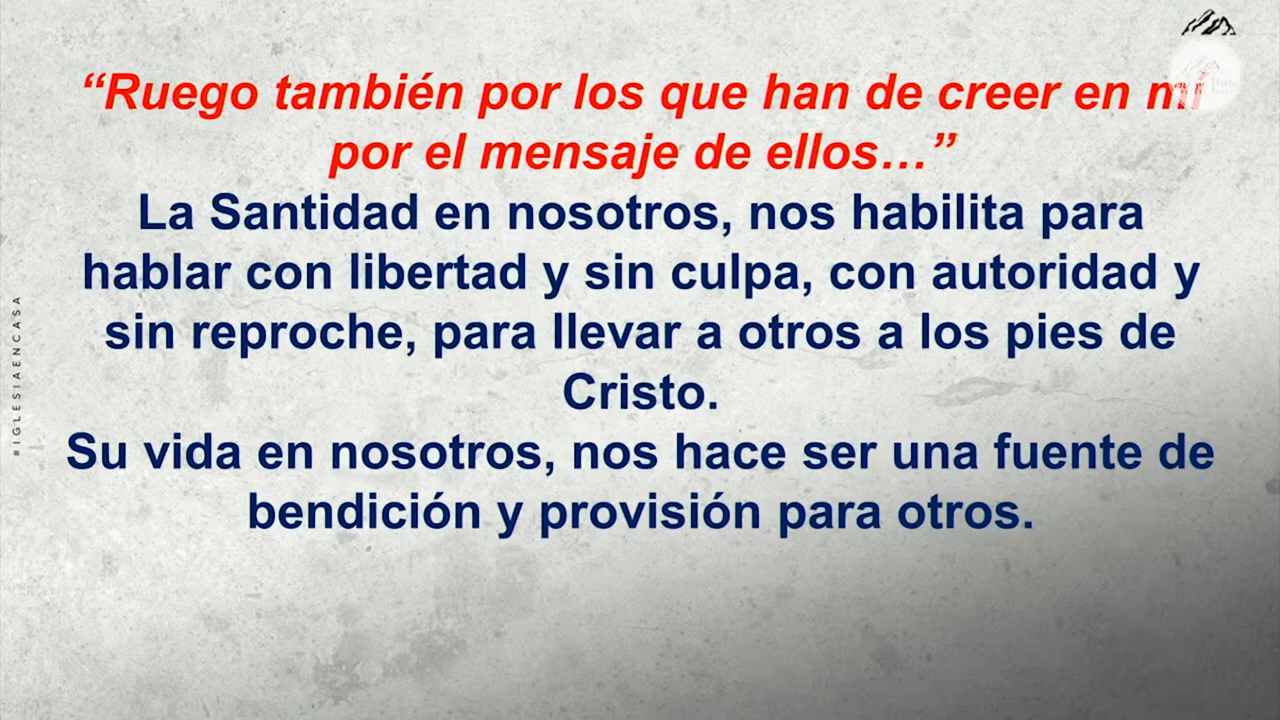 “Ruego también por los que han de creer en mí
por el mensaje de ellos…”
La Santidad en nosotros, nos habilita para
hablar con libertad y sin culpa, con autoridad y
sin reproche, para llevar a otros a los pies de
Cristo.
Su vida en nosotros, nos hace ser una fuente de
bendición y provisión para otros.
#IGLESIAENCASA